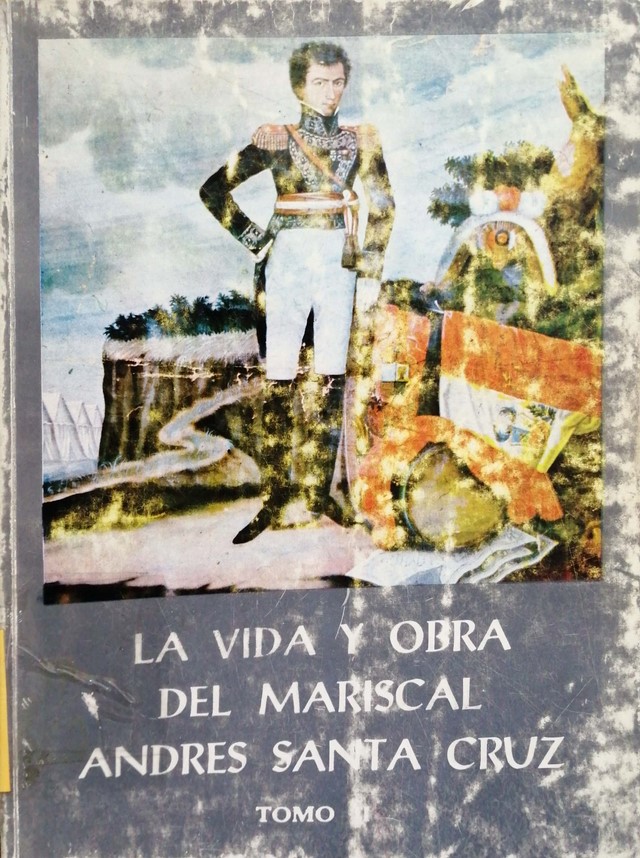 LA VIDA Y OBRA
DEL MARISCAL
ANDRES SANTA CRUZ
TOMO